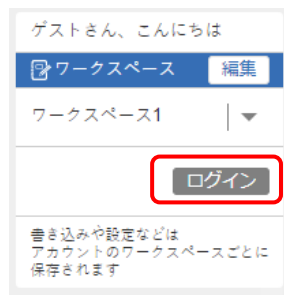 ゲストさん、こんにちは
ワークスペース 編集
ワークスペース1
ログイン
書き込みや設定などは
アカウントのワークスペースごとに
保存されます